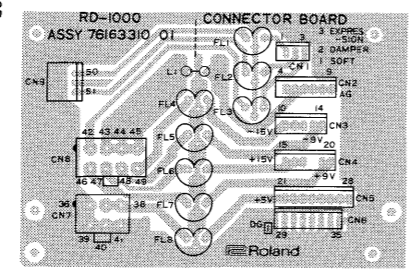 RD-1000 CONNECTOR BOARD
ASSY 76163310 01
3 EXPRES
-SION
2 DAMPER
1 SOFT
FL1
1 3
CN1
CN9
50
51
L1
FL2
4 9
CN2
AG
FL4
FL3
10 14
CN3
-15V
-9V
42 43 44 45
FL5
CN8
15 20
+15V
CN4
FL6
+9V
46 47 48 49
21 28
+5V
CN5
36
38
FL7
CN7
CN6
DG
39 41
40
FL8
29 35
Roland